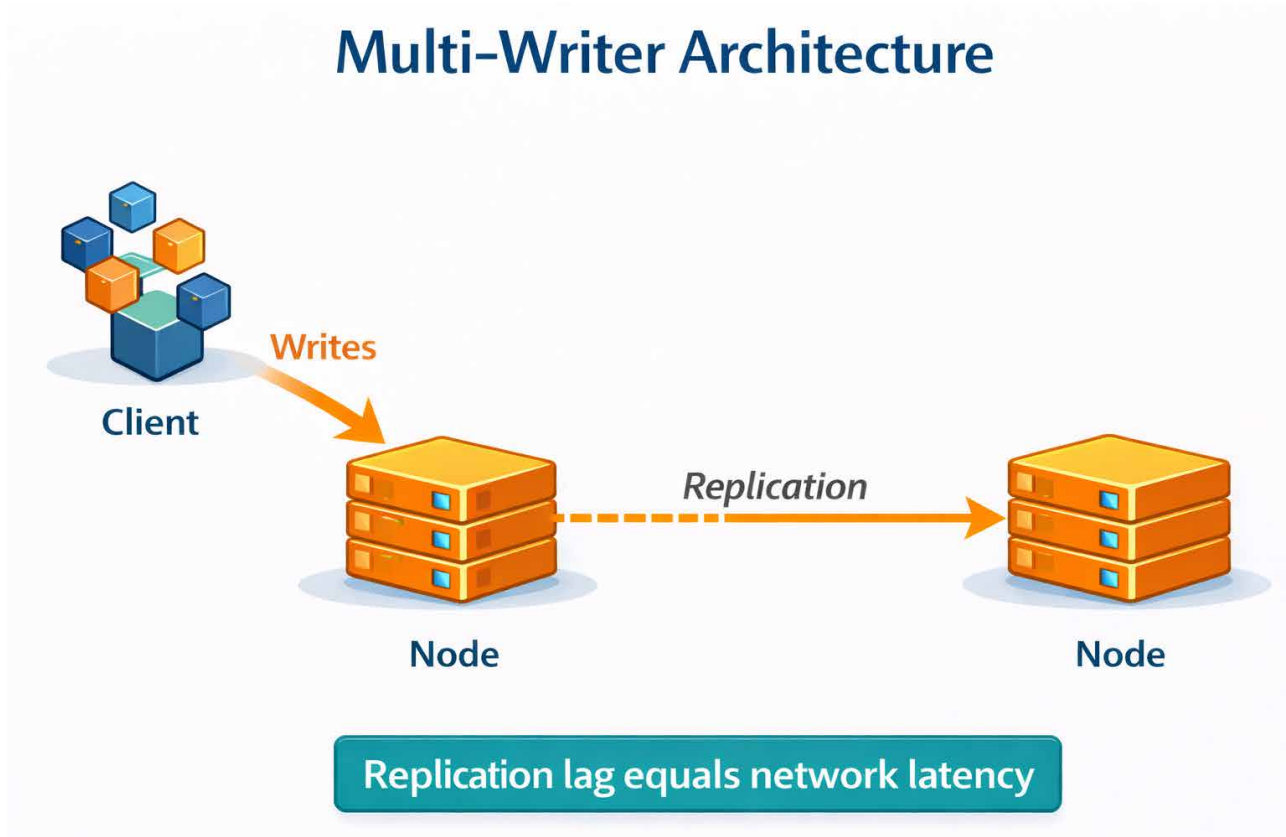 Multi-Writer Architecture
Writes
Client
Replication
Node
Node
Replication lag equals network latency